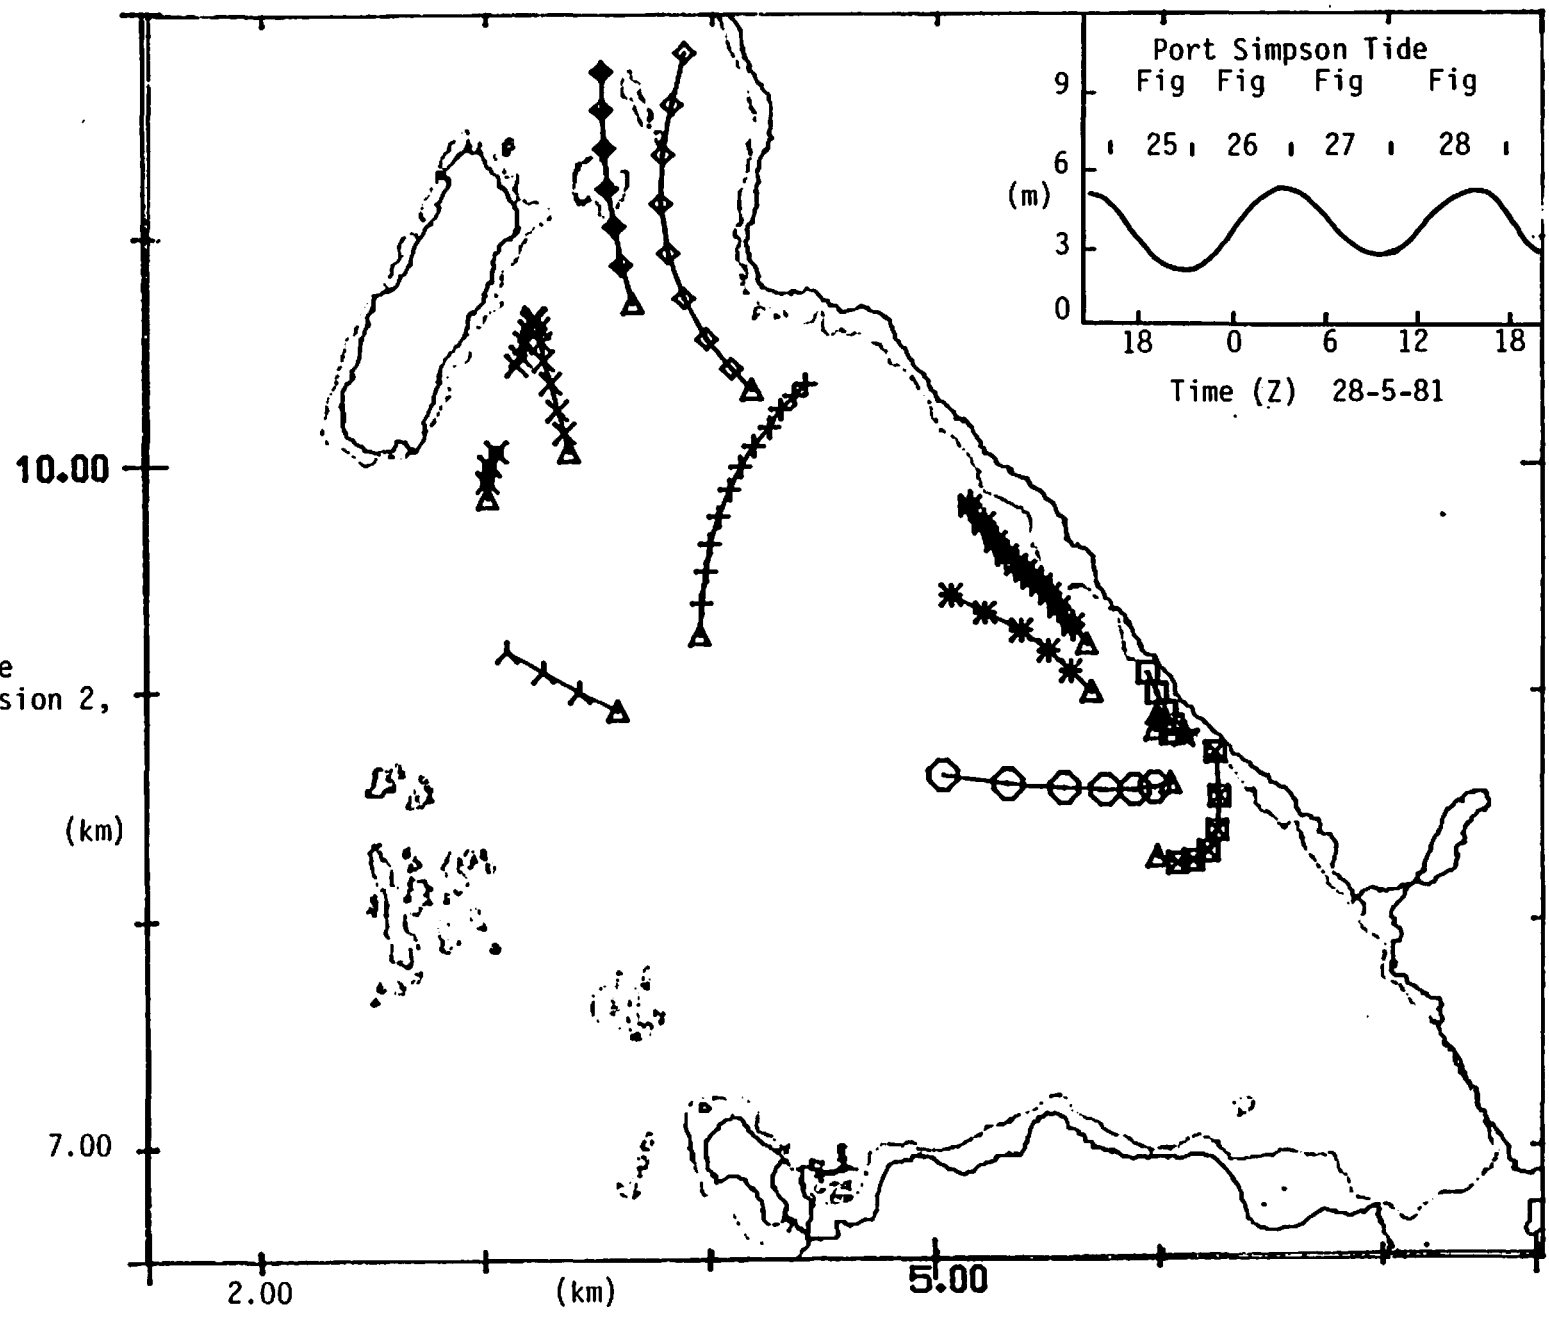 Port Simpson Tide
Fig Fig Fig Fig
25 26 27 28
9
6
(m)
3
0
18 0 6 12 18
Time (Z) 28-5-81
10.00
e
sion 2,
(km)
7.00
2.00 (km) 5.00